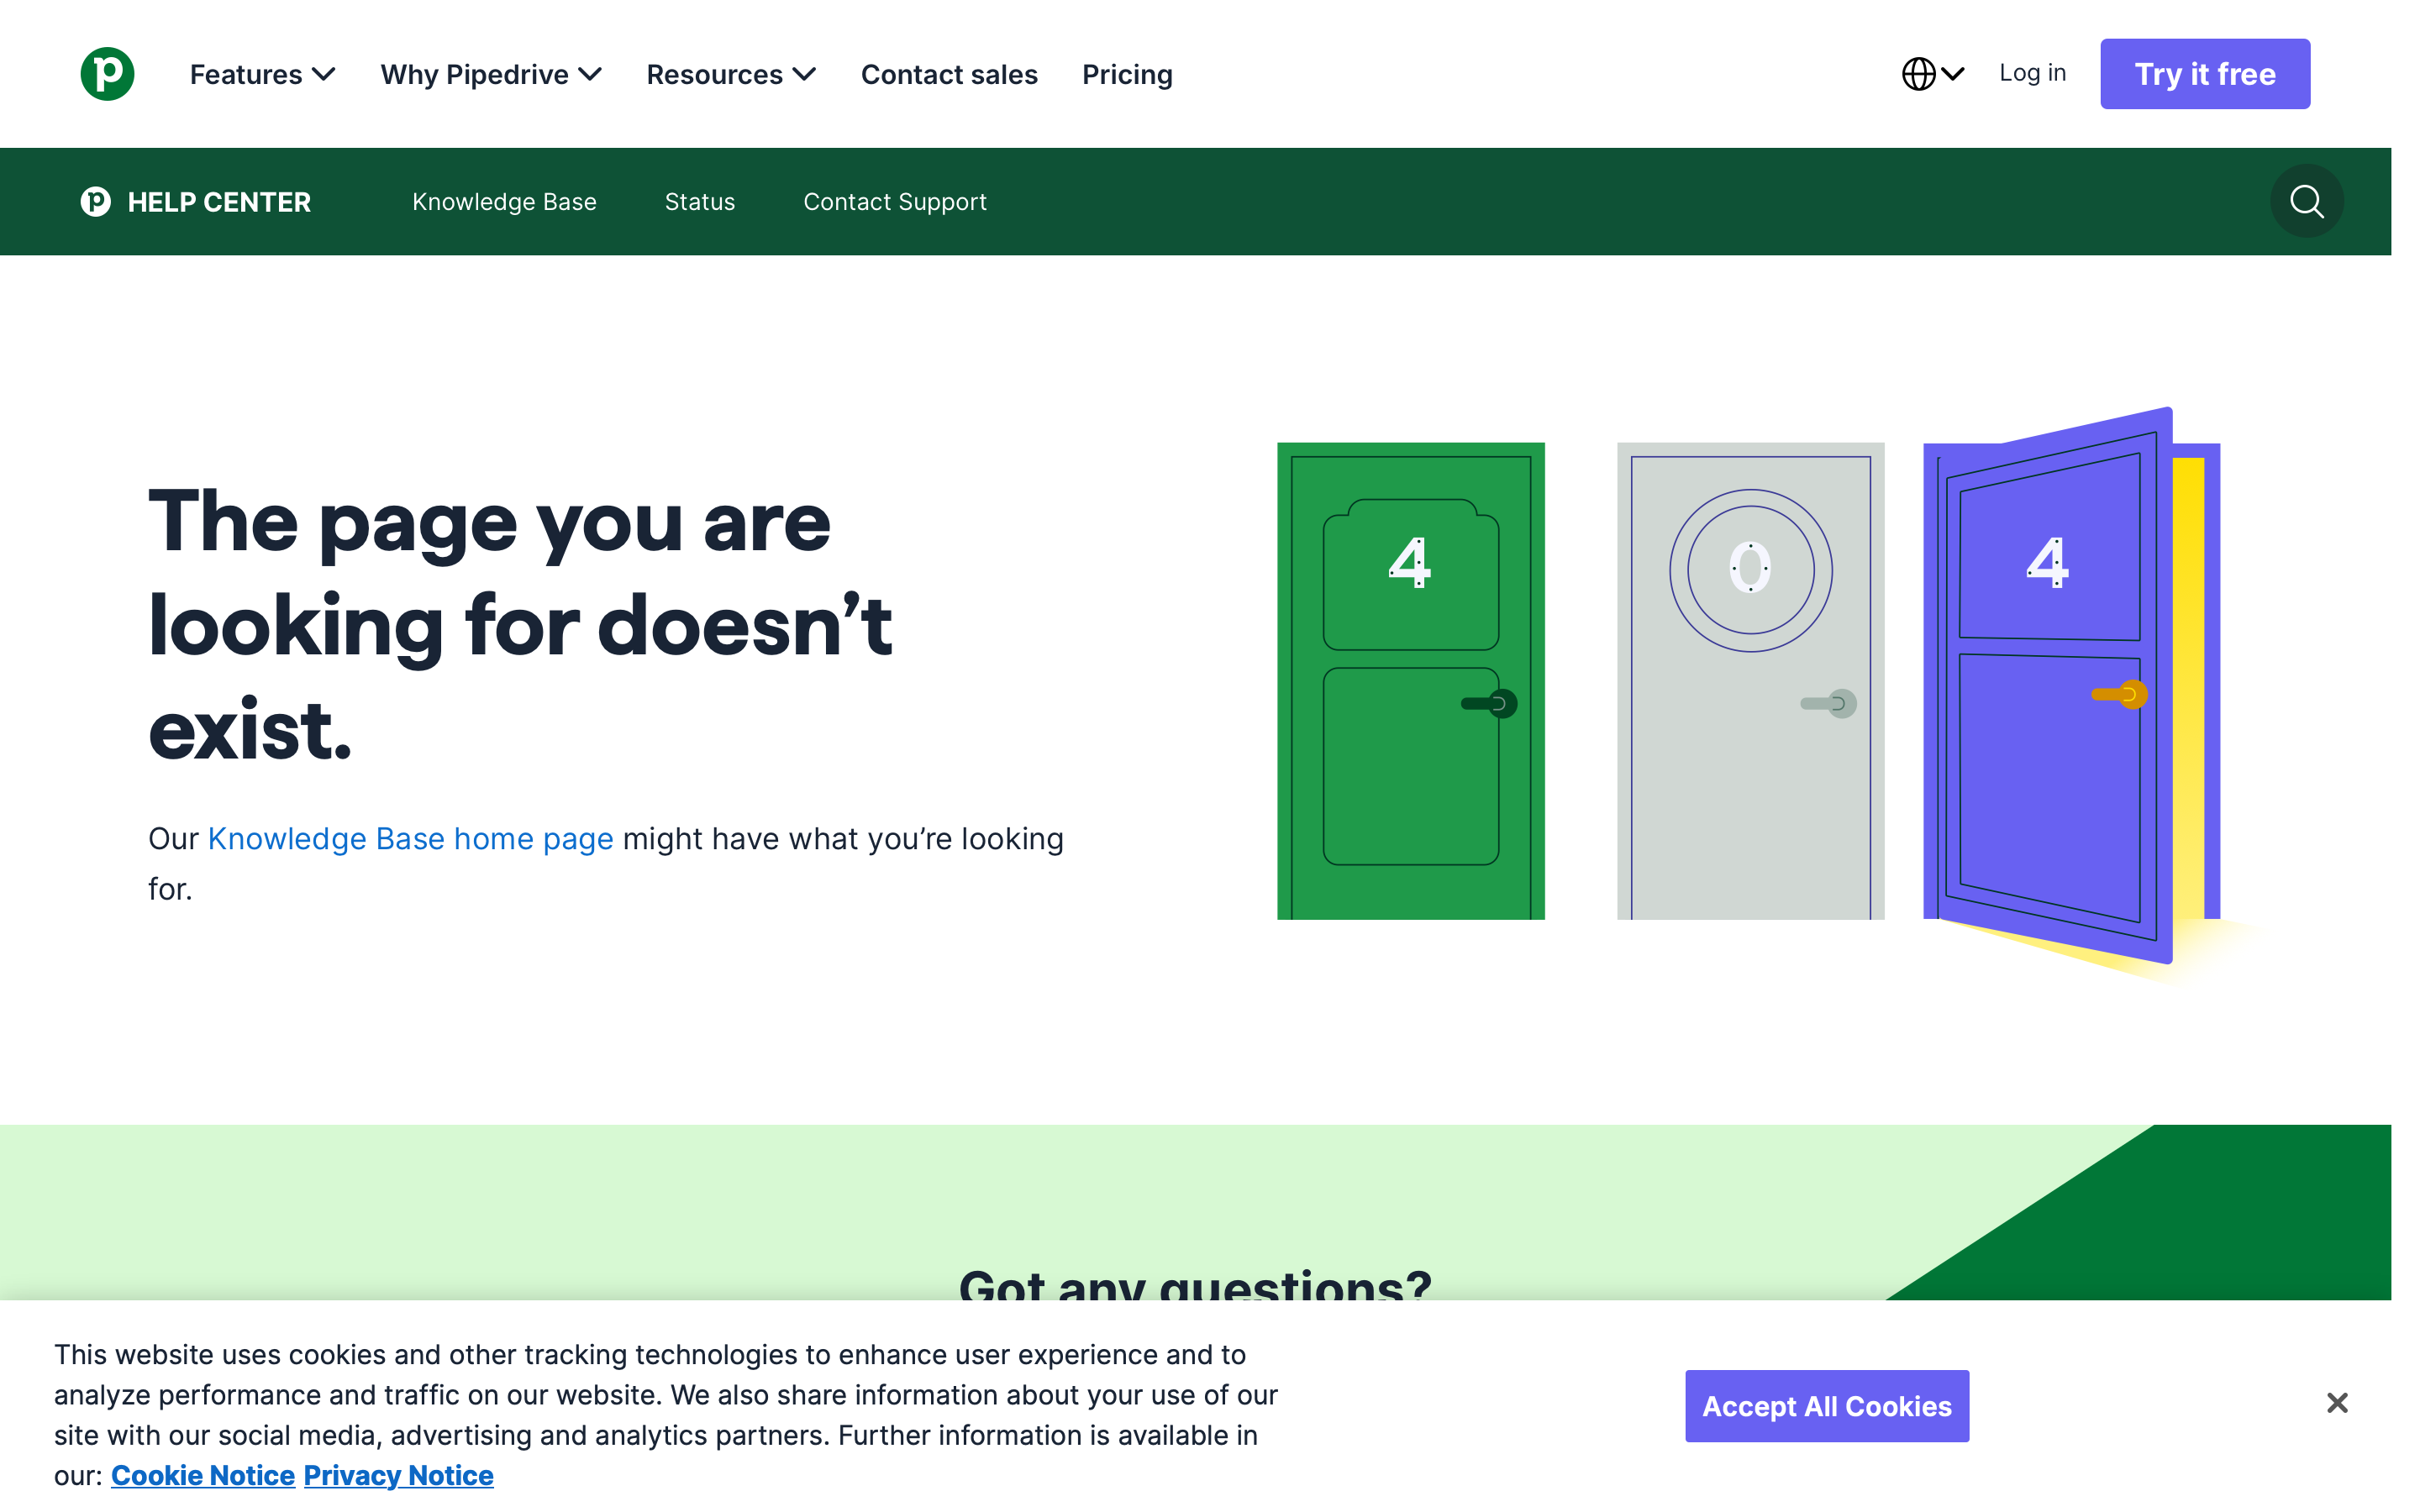 Features Why Pipedrive Resources Contact sales Pricing Log in Try it free
HELP CENTER Knowledge Base Status Contact Support
The page you are
looking for doesn’t
exist.
Our Knowledge Base home page might have what you’re looking
for.
4 0 4
Got any questions?
This website uses cookies and other tracking technologies to enhance user experience and to
analyze performance and traffic on our website. We also share information about your use of our
site with our social media, advertising and analytics partners. Further information is available in
our: Cookie Notice Privacy Notice
Accept All Cookies